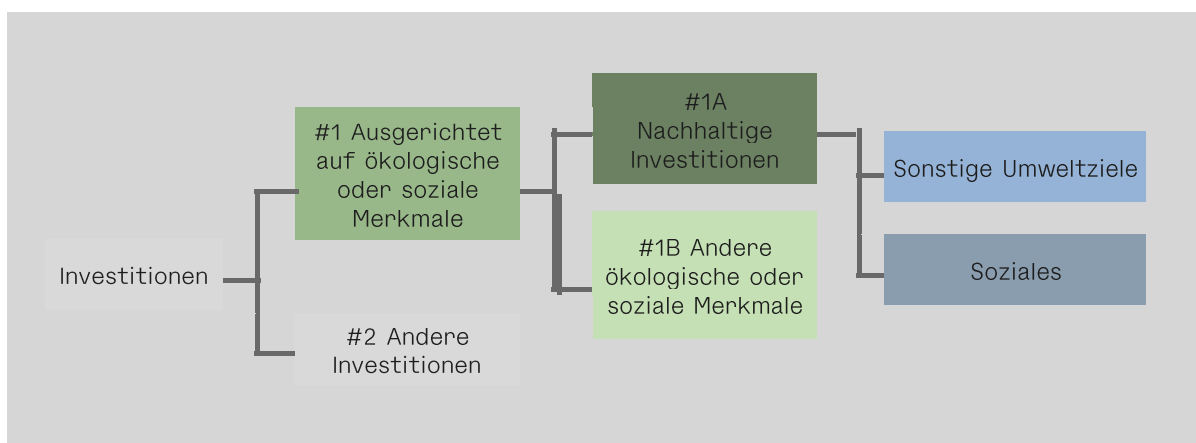 Investitionen
#1 Ausgerichtet
auf ökologische
oder soziale
Merkmale
#2 Andere
Investitionen
#1A
Nachhaltige
Investitionen
#1B Andere
ökologische oder
soziale Merkmale
Sonstige Umweltziele
Soziales